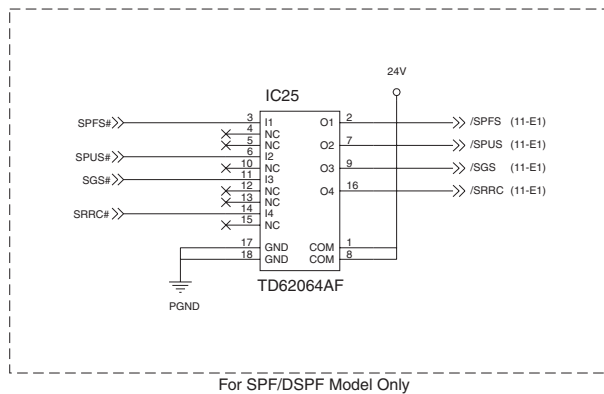 24V
IC25
SPFS# 3 I1 O1 2 /SPFS (11-E1)
4 NC
5 NC O2 7 /SPUS (11-E1)
SPUS# 6 I2
10 NC O3 9 /SGS (11-E1)
SGS# 11 I3
12 NC O4 16 /SRRC (11-E1)
13 NC
SRRC# 14 I4
15 NC
17 GND COM 1
18 GND COM 8
TD62064AF
PGND
For SPF/DSPF Model Only